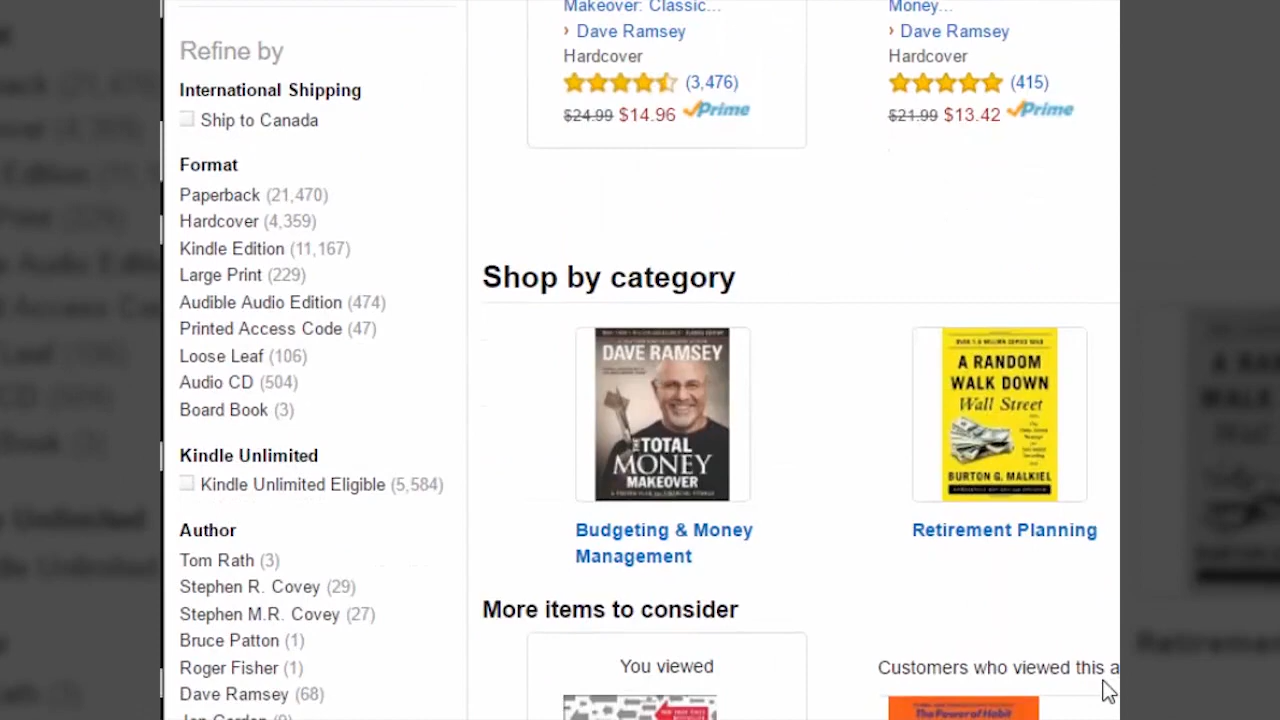 Refine by
International Shipping
Ship to Canada
Format
Paperback (21,470)
Hardcover (4,359)
Kindle Edition (11,167)
Large Print (229)
Audible Audio Edition (474)
Printed Access Code (47)
Loose Leaf (106)
Audio CD (504)
Board Book (3)
Kindle Unlimited
Kindle Unlimited Eligible (5,584)
Author
Tom Rath (3)
Stephen R. Covey (29)
Stephen M.R. Covey (27)
Bruce Patton (1)
Roger Fisher (1)
Dave Ramsey (68)
Makeover: Classic...
› Dave Ramsey
Hardcover
(3,476)
$24.99 $14.96 Prime
Money...
› Dave Ramsey
Hardcover
(415)
$21.99 $13.42 Prime
Shop by category
DAVE RAMSEY
THE TOTAL
MONEY
MAKEOVER
Budgeting & Money
Management
A RANDOM
WALK DOWN
Wall Street
BURTON G. MALKIEL
Retirement Planning
More items to consider
You viewed
Customers who viewed this a
The Power of Habit